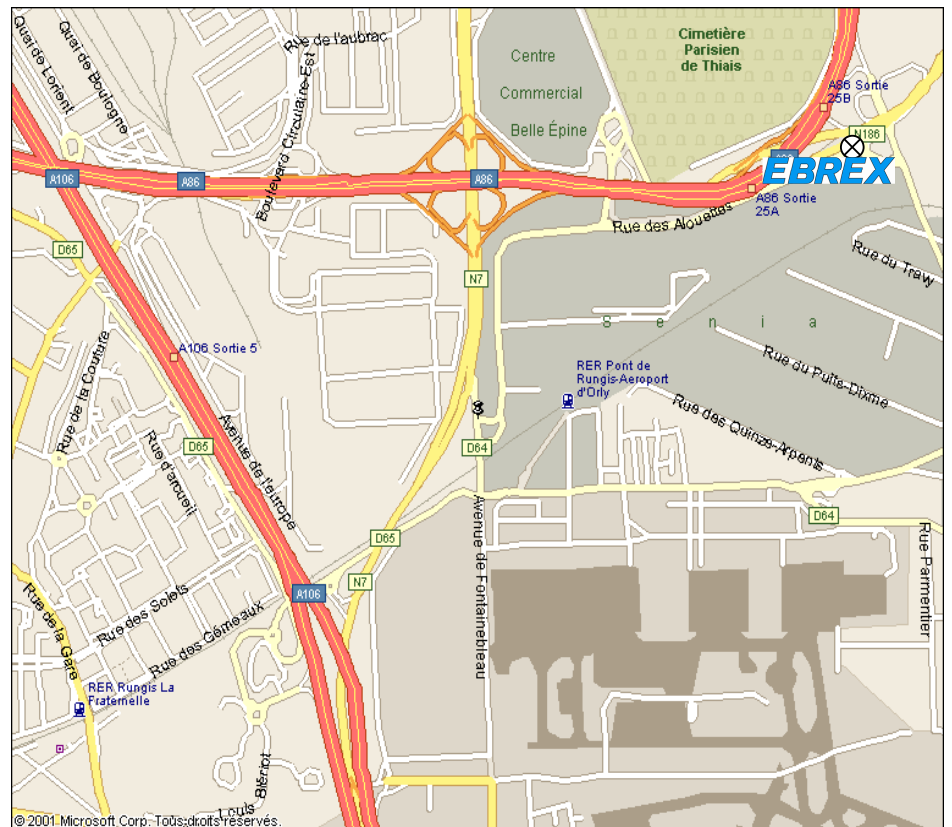 Rue de l'aubrac
Quai de Lorient
Quai de Boulogne
Boulevard Circulaire-Est
Centre
Commercial
Belle Épine
Cimetière
Parisien
de Thiais
A86 Sortie
25B
N186
EBREX
A86 Sortie
25A
A106
A86
A86
Rue des Alouettes
Rue du Travy
D65
N7
S e n i a
A106 Sortie 5
Rue de la Couture
RER Pont de
Rungis-Aeroport
d'Orly
Rue du Puits-Dixme
Rue des Quinze-Arpents
Rue d'arcueil
D65
Avenue de l'europe
D64
D64
Avenue de Fontainebleau
Rue Parmentier
D65
N7
A106
Rue des Solets
Rue des Gémeaux
Rue de la Gare
RER Rungis La
Fraternelle
Louis Blériot
© 2001 Microsoft Corp. Tous droits réservés.